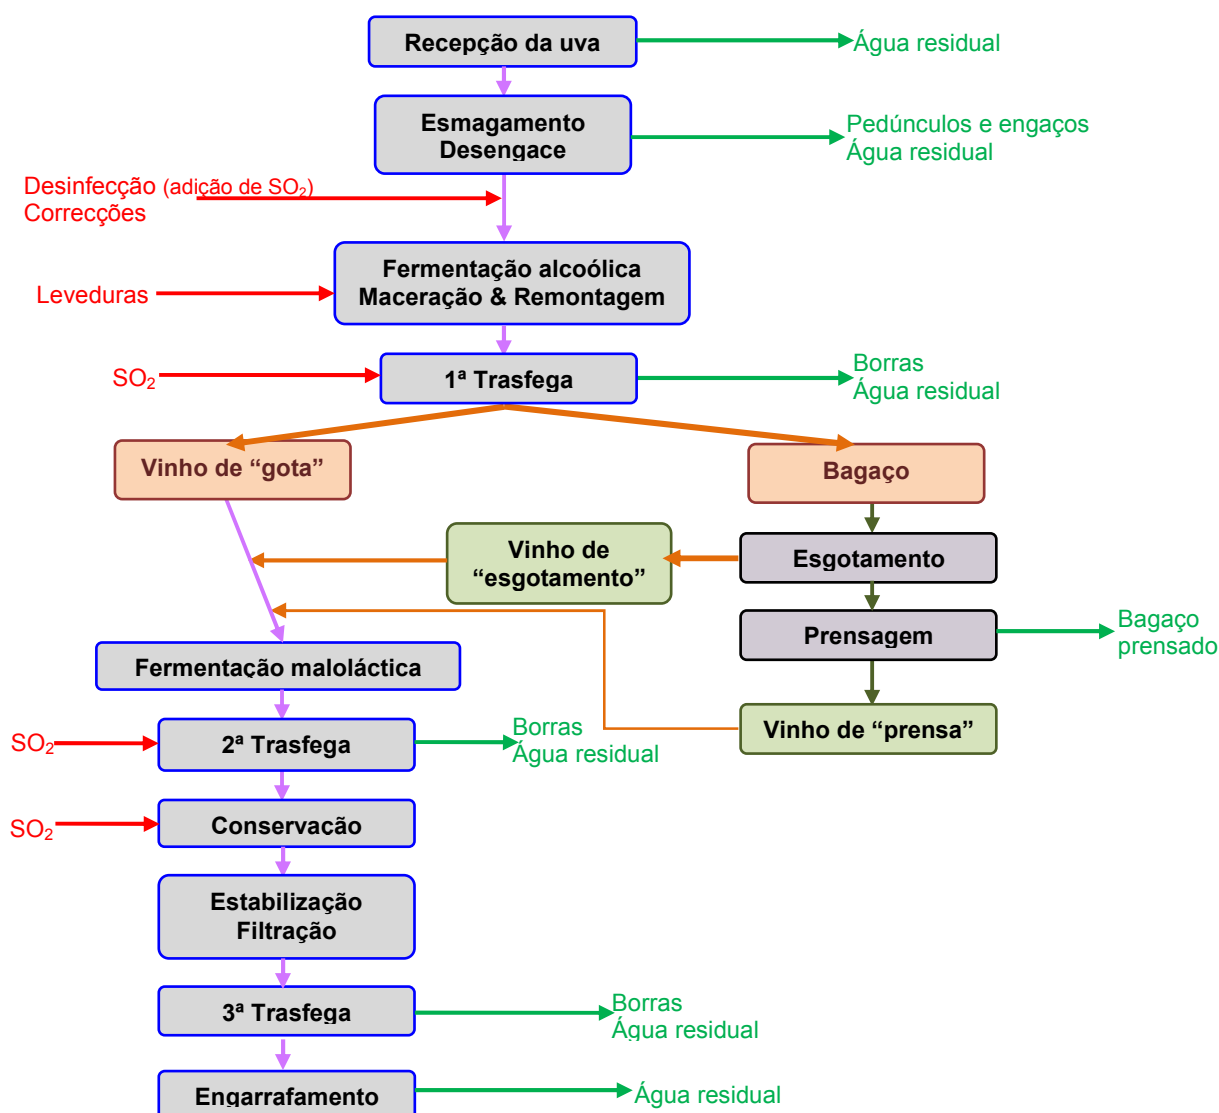 Recepção da uva
Água residual
Esmagamento
Desengace
Pedúnculos e engaços
Água residual
Desinfecção (adição de SO₂)
Correcções
Fermentação alcoólica
Maceração & Remontagem
Leveduras
SO₂
1ª Trasfega
Borras
Água residual
Vinho de “gota”
Bagaço
Vinho de
“esgotamento”
Esgotamento
Prensagem
Bagaço
prensado
Fermentação maloláctica
Vinho de “prensa”
SO₂
2ª Trasfega
Borras
Água residual
SO₂
Conservação
Estabilização
Filtração
3ª Trasfega
Borras
Água residual
Engarrafamento
Água residual